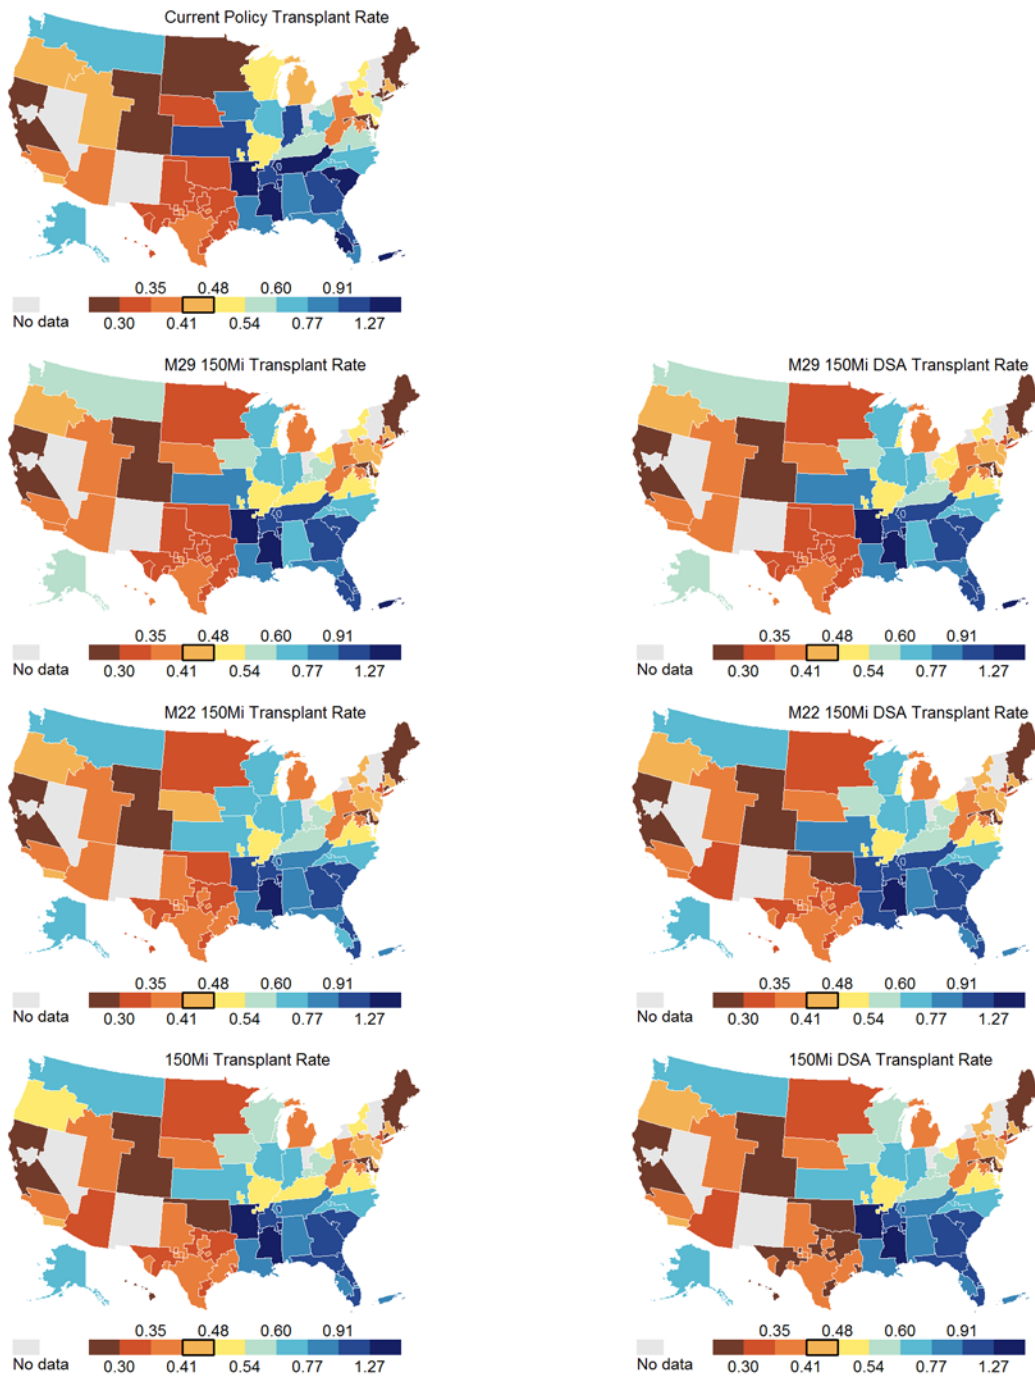 Current Policy Transplant Rate
0.35 0.48 0.60 0.91
No data 0.30 0.41 0.54 0.77 1.27
M29 150Mi Transplant Rate
0.35 0.48 0.60 0.91
No data 0.30 0.41 0.54 0.77 1.27
M29 150Mi DSA Transplant Rate
0.35 0.48 0.60 0.91
No data 0.30 0.41 0.54 0.77 1.27
M22 150Mi Transplant Rate
0.35 0.48 0.60 0.91
No data 0.30 0.41 0.54 0.77 1.27
M22 150Mi DSA Transplant Rate
0.35 0.48 0.60 0.91
No data 0.30 0.41 0.54 0.77 1.27
150Mi Transplant Rate
0.35 0.48 0.60 0.91
No data 0.30 0.41 0.54 0.77 1.27
150Mi DSA Transplant Rate
0.35 0.48 0.60 0.91
No data 0.30 0.41 0.54 0.77 1.27